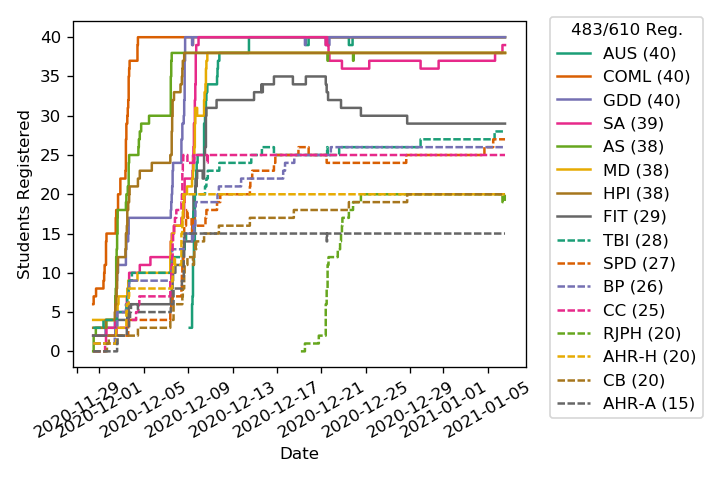 40
35
30
25
20
15
10
5
0
Students Registered
2020-11-29
2020-12-01
2020-12-05
2020-12-09
2020-12-13
2020-12-17
2020-12-21
2020-12-25
2020-12-29
2021-01-01
2021-01-05
Date
483/610 Reg.
AUS (40)
COML (40)
GDD (40)
SA (39)
AS (38)
MD (38)
HPI (38)
FIT (29)
TBI (28)
SPD (27)
BP (26)
CC (25)
RJPH (20)
AHR-H (20)
CB (20)
AHR-A (15)